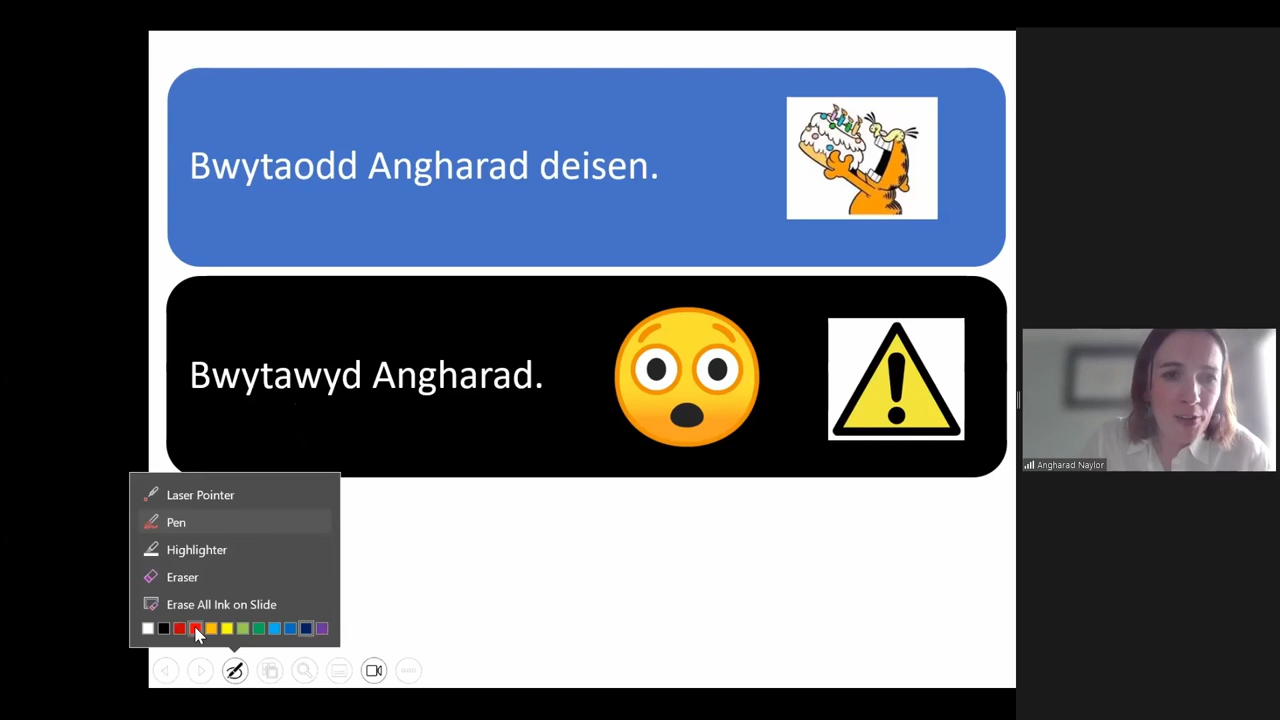 Bwytaodd Angharad deisen.
Bwytawyd Angharad.
Angharad Naylor
Laser Pointer
Pen
Highlighter
Eraser
Erase All Ink on Slide